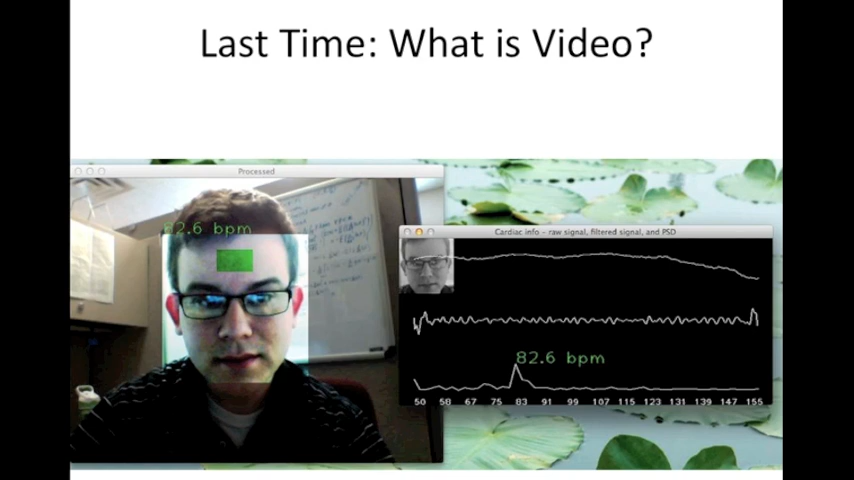 Last Time: What is Video?
Processed
82.6 bpm
Cardiac info - raw signal, filtered signal, and PSD
82.6 bpm
50 58 67 75 83 91 99 107 115 123 131 139 147 155